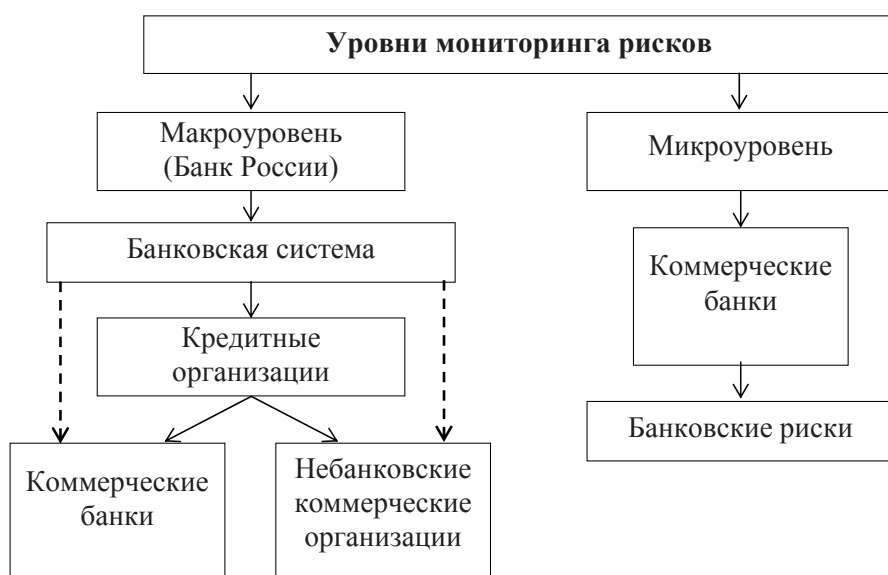 Уровни мониторинга рисков
Макроуровень
(Банк России)
Микроуровень
Банковская система
Коммерческие
банки
Кредитные
организации
Банковские риски
Коммерческие
банки
Небанковские
коммерческие
организации